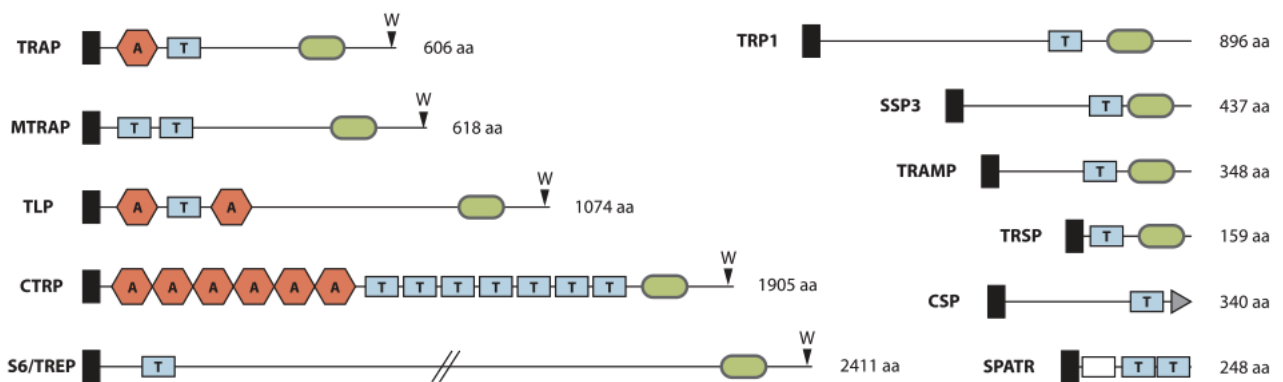 W
TRAP A T 606 aa
W
MTRAP T T 618 aa
W
TLP A T A 1074 aa
W
CTRP A A A A A A T T T T T T T 1905 aa
W
S6/TREP T 2411 aa
TRP1 T 896 aa
SSP3 T 437 aa
TRAMP T 348 aa
TRSP T 159 aa
CSP T 340 aa
SPATR T T 248 aa